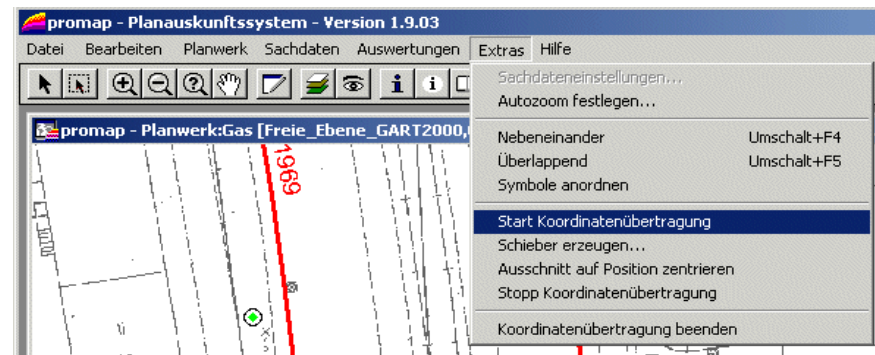 promap - Planauskunftssystem - Version 1.9.03
Datei Bearbeiten Planwerk Sachdaten Auswertungen Extras Hilfe
Sachdateneinstellungen...
Autozoom festlegen...
promap - Planwerk:Gas [Freie_Ebene_GART2000,
Nebeneinander Umschalt+F4
Überlappend Umschalt+F5
Symbole anordnen
1969
Start Koordinatenübertragung
Schieber erzeugen...
Ausschnitt auf Position zentrieren
Stopp Koordinatenübertragung
Koordinatenübertragung beenden